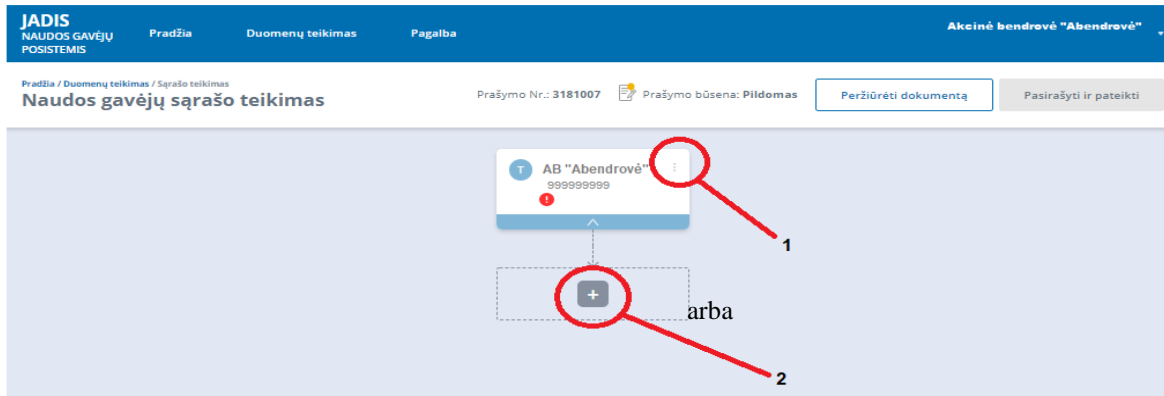 JADIS
NAUDOS GAVĖJŲ
POSISTEMIS
Pradžia
Duomenų teikimas
Pagalba
Akcinė bendrovė "Abendrovė"
Pradžia / Duomenų teikimas / Sąrašo teikimas
Naudos gavėjų sąrašo teikimas
Prašymo Nr.: 3181007
Prašymo būsena: Pildomas
Peržiūrėti dokumentą
Pasirašyti ir pateikti
T
AB "Abendrovė"
999999999
!
1
+
arba
2